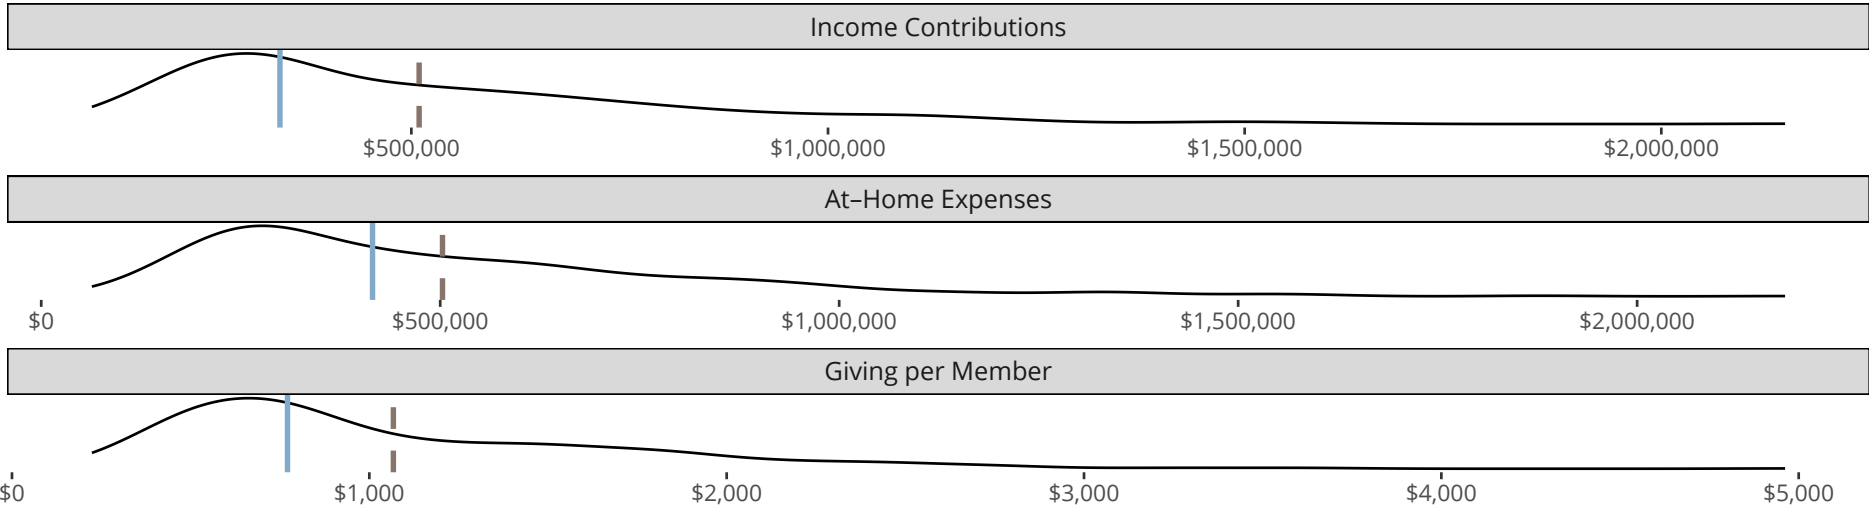 Income Contributions
$500,000 $1,000,000 $1,500,000 $2,000,000
At–Home Expenses
$0 $500,000 $1,000,000 $1,500,000 $2,000,000
Giving per Member
$0 $1,000 $2,000 $3,000 $4,000 $5,000